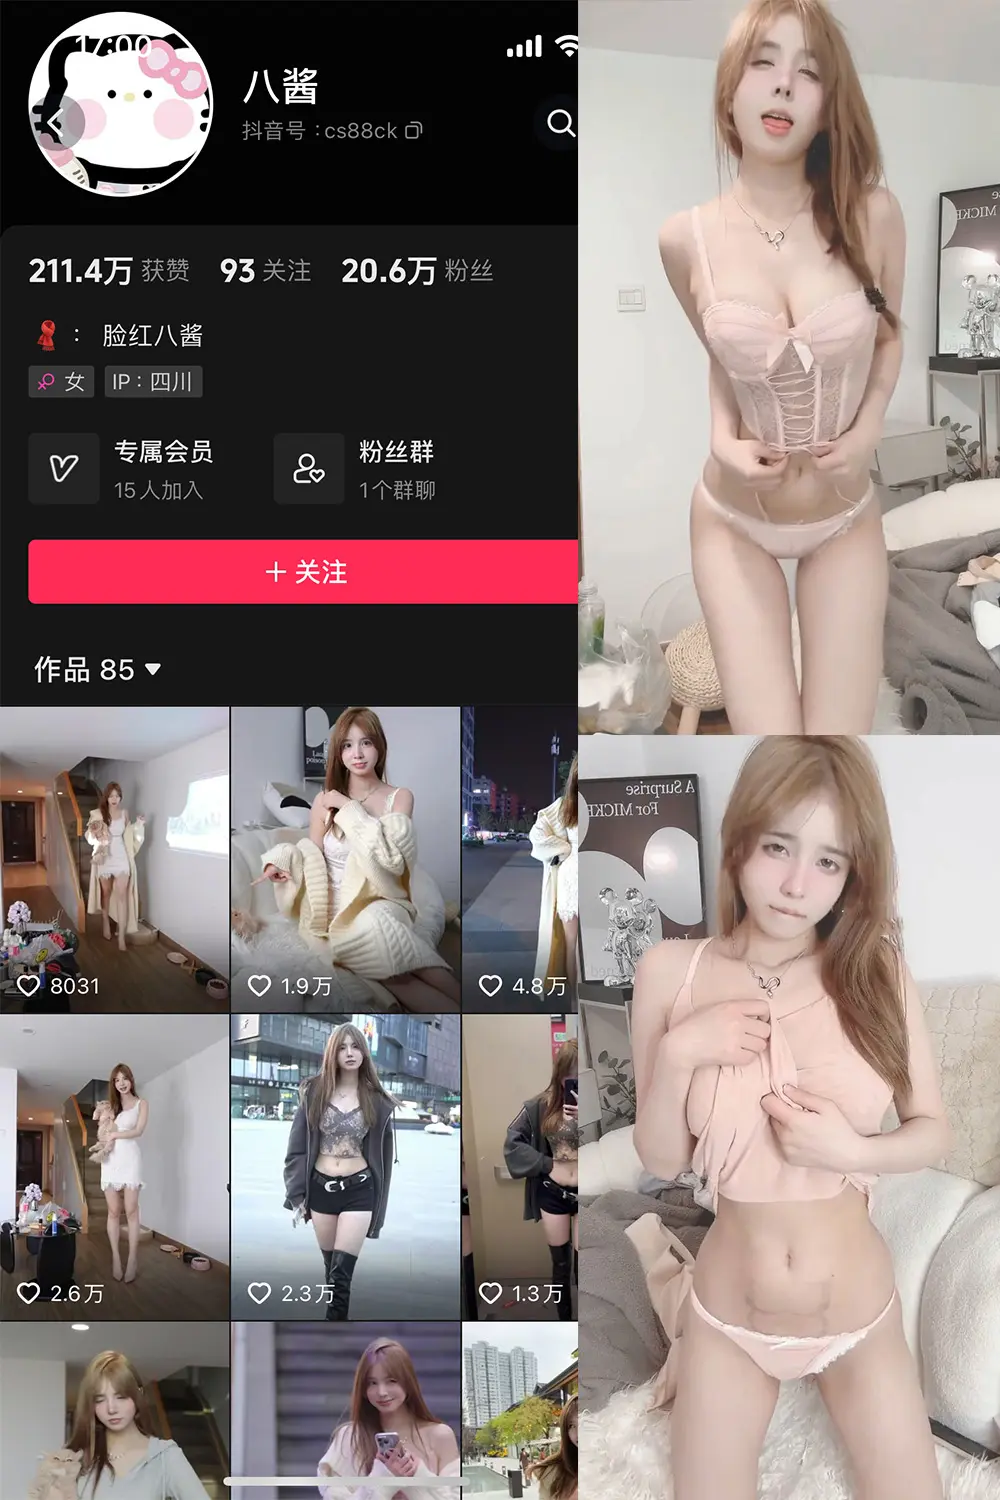 17:00
八酱
抖音号：cs88ck
211.4万 获赞 93 关注 20.6万 粉丝
： 脸红八酱
女 IP：四川
专属会员
15人加入
粉丝群
1个群聊
+ 关注
作品 85
8031
1.9万
4.8万
2.6万
2.3万
1.3万
A Surprise
For MICKE